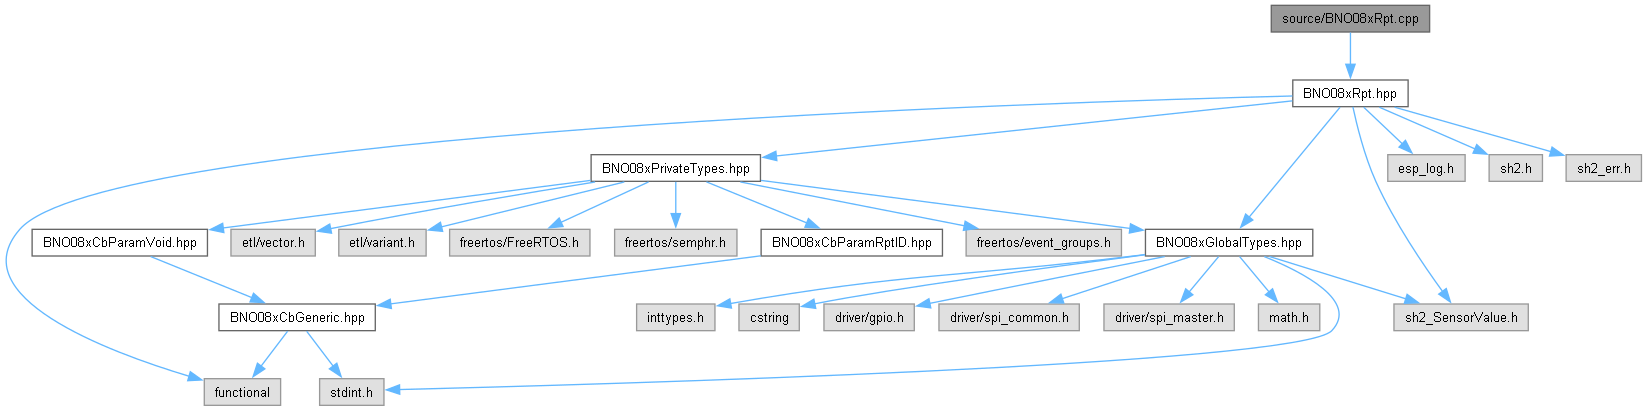 source/BNO08xRpt.cpp
BNO08xRpt.hpp
BNO08xPrivateTypes.hpp
esp_log.h
sh2.h
sh2_err.h
BNO08xCbParamVoid.hpp
etl/vector.h
etl/variant.h
freertos/FreeRTOS.h
freertos/semphr.h
BNO08xCbParamRptID.hpp
freertos/event_groups.h
BNO08xGlobalTypes.hpp
BNO08xCbGeneric.hpp
inttypes.h
cstring
driver/gpio.h
driver/spi_common.h
driver/spi_master.h
math.h
sh2_SensorValue.h
functional
stdint.h